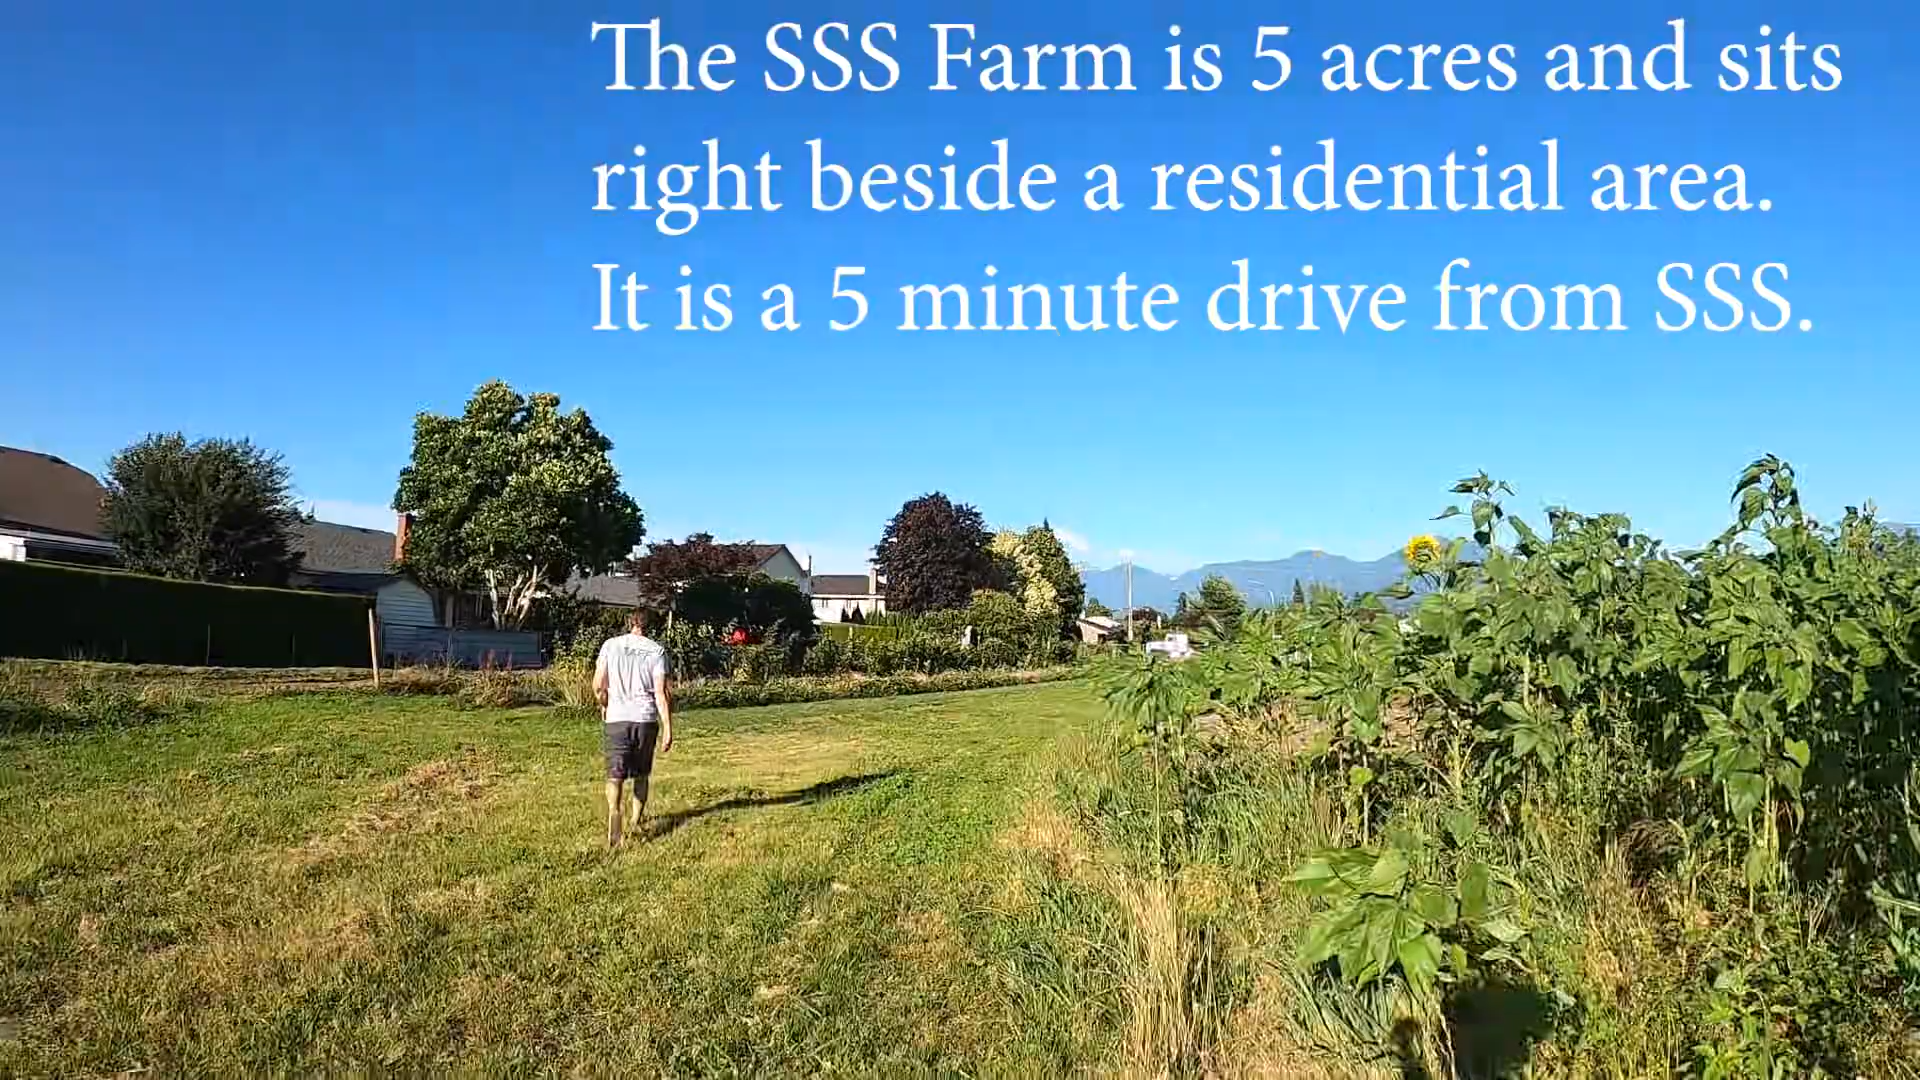 The SSS Farm is 5 acres and sits
right beside a residential area.
It is a 5 minute drive from SSS.